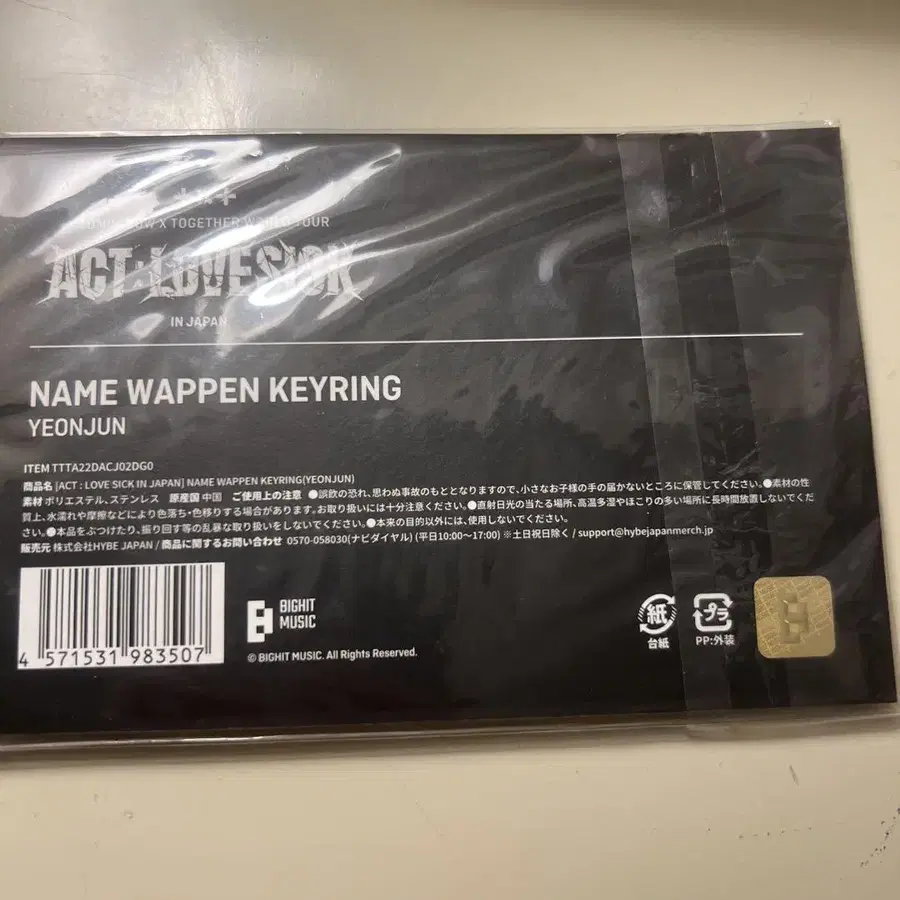 X TOGETHER WORLD TOUR
ACT : LOVE SICK
IN JAPAN
NAME WAPPEN KEYRING
YEONJUN
ITEM TTTA22DACJ02DG0
商品名 [ACT : LOVE SICK IN JAPAN] NAME WAPPEN KEYRING(YEONJUN)
素材 ポリエステル、ステンレス 原産国 中国 ご使用上の注意 ●誤飲の恐れ、思わぬ事故のもととなりますので、小さなお子様の手の届かないところに保管してください。●素材の性
質上、水濡れや摩擦などにより色落ち・色移りする場合があります。お取り扱いには十分注意ください。●直射日光の当たる場所、高温多湿やほこりの多い場所に長時間放置しないでくだ
さい。●本品をぶつけたり、振り回す等の乱暴な取り扱いをしないでください。●本来の目的以外には、使用しないでください。
販売元 株式会社HYBE JAPAN / 商品に関するお問い合わせ 0570-058030(ナビダイヤル) (平日10:00〜17:00) ※土日祝日除く / support@hybejapanmerch.jp
4 571531 983507
BIGHIT
MUSIC
© BIGHIT MUSIC. All Rights Reserved.
紙
台紙
プラ
PP:外装